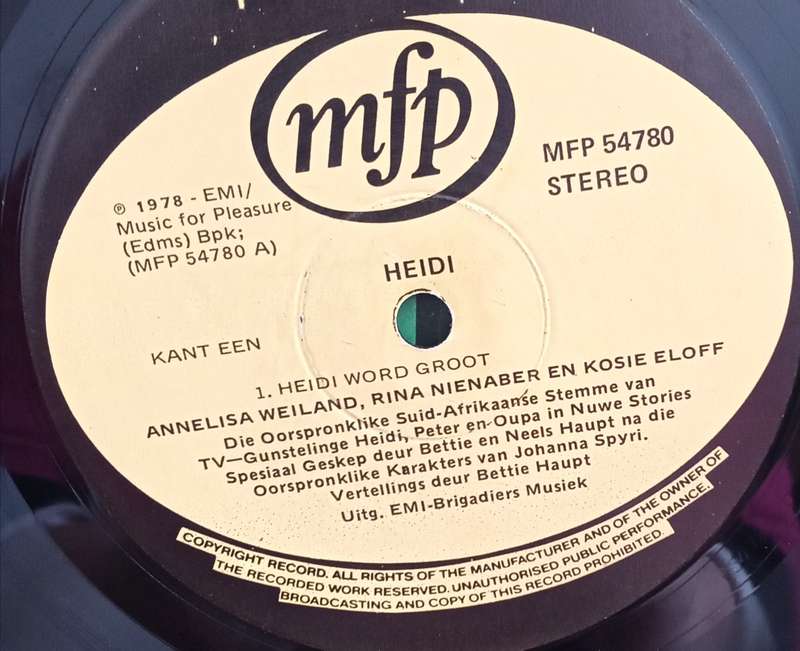 mfp
MFP 54780
STEREO
℗ 1978 - EMI/
Music for Pleasure
(Edms) Bpk;
(MFP 54780 A)
HEIDI
KANT EEN
1. HEIDI WORD GROOT
ANNELISA WEILAND, RINA NIENABER EN KOSIE ELOFF
Die Oorspronklike Suid-Afrikaanse Stemme van
TV—Gunstelinge Heidi, Peter en Oupa in Nuwe Stories
Spesiaal Geskep deur Bettie en Neels Haupt na die
Oorspronklike Karakters van Johanna Spyri.
Vertellings deur Bettie Haupt
Uitg. EMI-Brigadiers Musiek
COPYRIGHT RECORD. ALL RIGHTS OF THE MANUFACTURER AND OF THE OWNER OF
THE RECORDED WORK RESERVED. UNAUTHORISED PUBLIC PERFORMANCE.
BROADCASTING AND COPY OF THIS RECORD PROHIBITED.